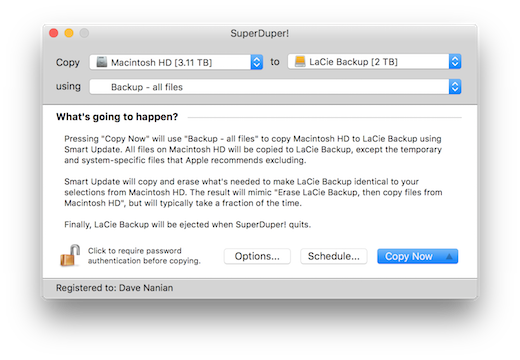 SuperDuper!
Copy Macintosh HD [3.11 TB] to LaCie Backup [2 TB]
using Backup - all files
What's going to happen?
Pressing "Copy Now" will use "Backup - all files" to copy Macintosh HD to LaCie Backup using
Smart Update. All files on Macintosh HD will be copied to LaCie Backup, except the temporary
and system-specific files that Apple recommends excluding.
Smart Update will copy and erase what's needed to make LaCie Backup identical to your
selections from Macintosh HD. The result will mimic "Erase LaCie Backup, then copy files from
Macintosh HD", but will typically take a fraction of the time.
Finally, LaCie Backup will be ejected when SuperDuper! quits.
Click to require password
authentication before copying.
Options... Schedule... Copy Now
Registered to: Dave Nanian